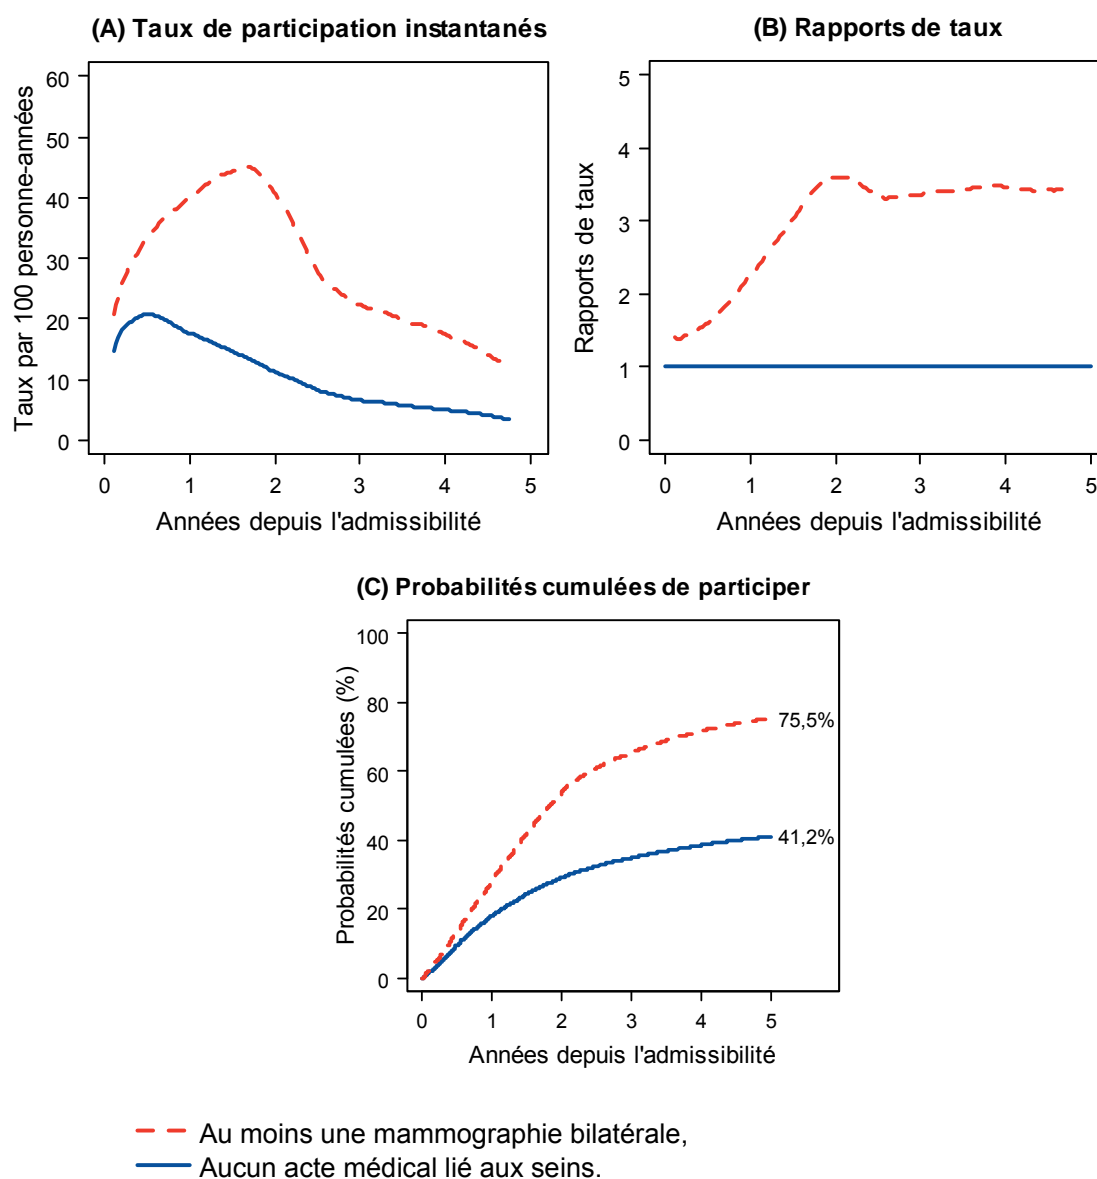 (A) Taux de participation instantanés
Taux par 100 personne-années
60
50
40
30
20
10
0
0 1 2 3 4 5
Années depuis l'admissibilité
(B) Rapports de taux
Rapports de taux
5
4
3
2
1
0
0 1 2 3 4 5
Années depuis l'admissibilité
(C) Probabilités cumulées de participer
Probabilités cumulées (%)
100
80
60
40
20
0
75,5%
41,2%
0 1 2 3 4 5
Années depuis l'admissibilité
Au moins une mammographie bilatérale,
Aucun acte médical lié aux seins.